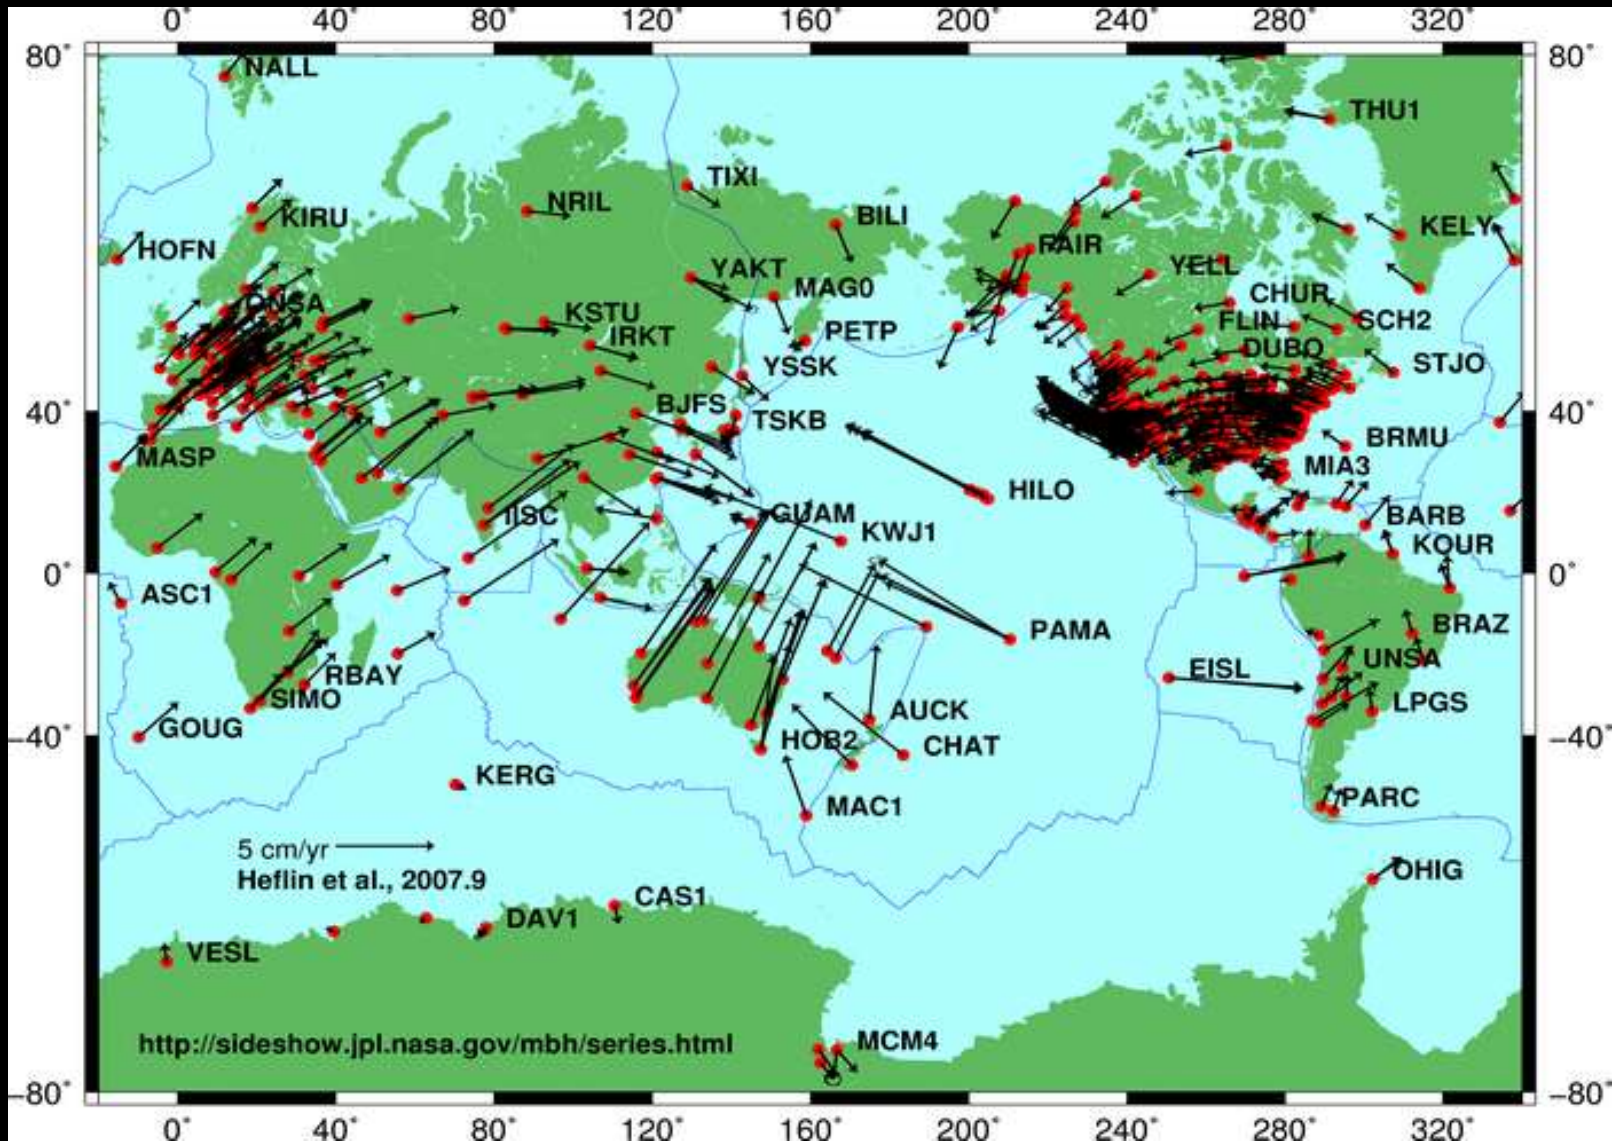 0° 40° 80° 120° 160° 200° 240° 280° 320°
80° 80°
NALL
THU1
TIXI
NRIL
BILI
KIRU
KELY
HOFN
FAIR
YAKT
YELL
MAG0
CHUR
ONSA
KSTU
FLIN
SCH2
PETP
IRKT
DUBO
YSSK
STJO
40° BJFS 40°
TSKB
BRMU
MASP
MIA3
HILO
IISC
GUAM
BARB
KWJ1
KOUR
0° 0°
ASC1
BRAZ
PAMA
UNSA
EISL
RBAY
SIMO
LPGS
AUCK
GOUG
−40° HOB2 −40°
CHAT
KERG
PARC
MAC1
5 cm/yr
Heflin et al., 2007.9
OHIG
CAS1
DAV1
VESL
http://sideshow.jpl.nasa.gov/mbh/series.html
MCM4
−80° −80°
0° 40° 80° 120° 160° 200° 240° 280° 320°